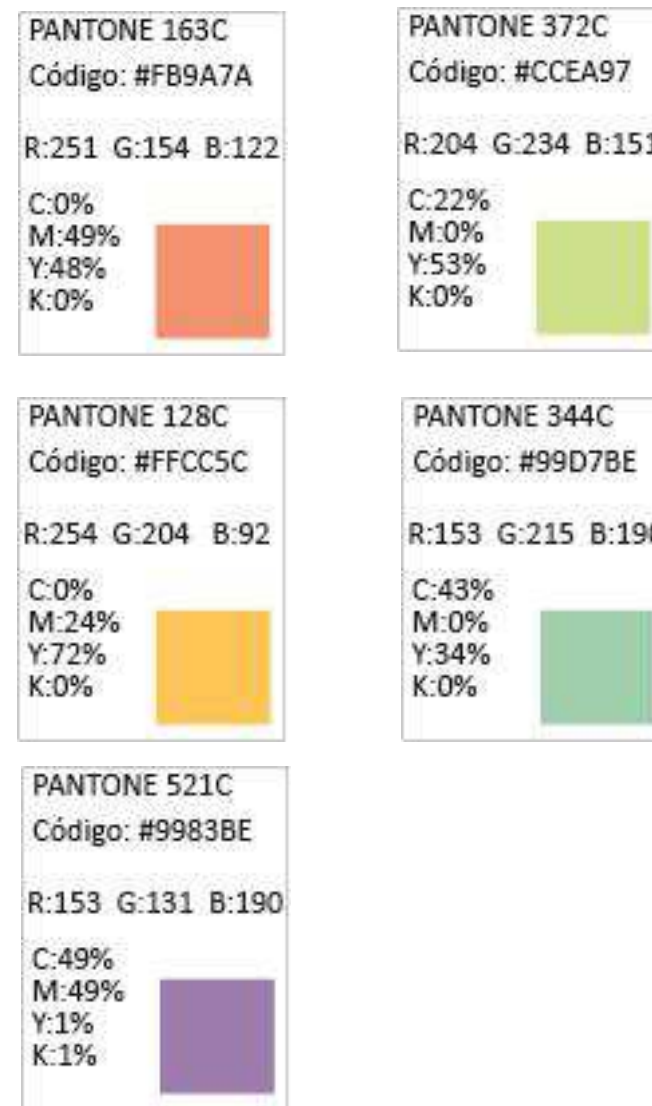 PANTONE 163C
Código: #FB9A7A
R:251 G:154 B:122
C:0%
M:49%
Y:48%
K:0%
PANTONE 372C
Código: #CCEA97
R:204 G:234 B:151
C:22%
M:0%
Y:53%
K:0%
PANTONE 128C
Código: #FFCC5C
R:254 G:204 B:92
C:0%
M:24%
Y:72%
K:0%
PANTONE 344C
Código: #99D7BE
R:153 G:215 B:190
C:43%
M:0%
Y:34%
K:0%
PANTONE 521C
Código: #9983BE
R:153 G:131 B:190
C:49%
M:49%
Y:1%
K:1%